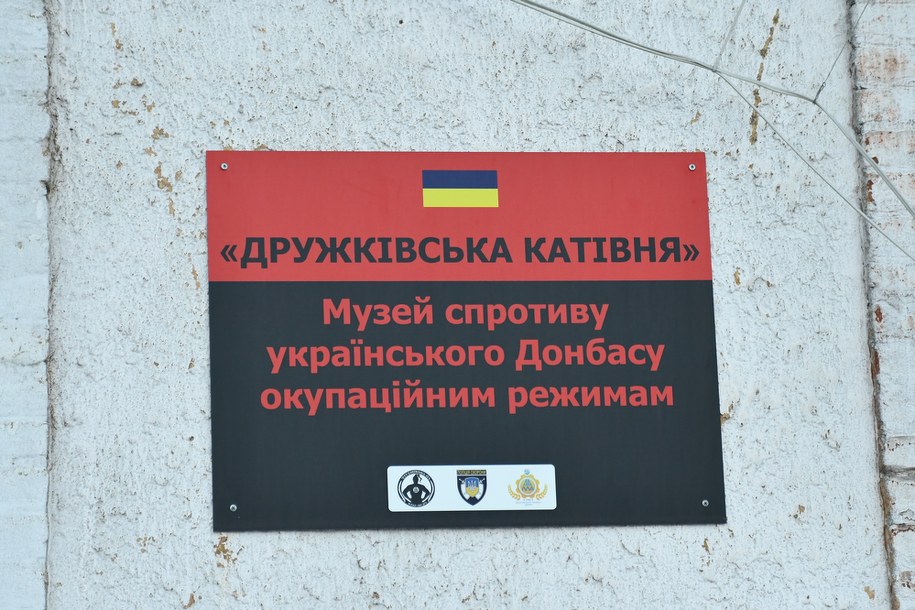 «ДРУЖКІВСЬКА КАТІВНЯ»
Музей спротиву
українського Донбасу
окупаційним режимам